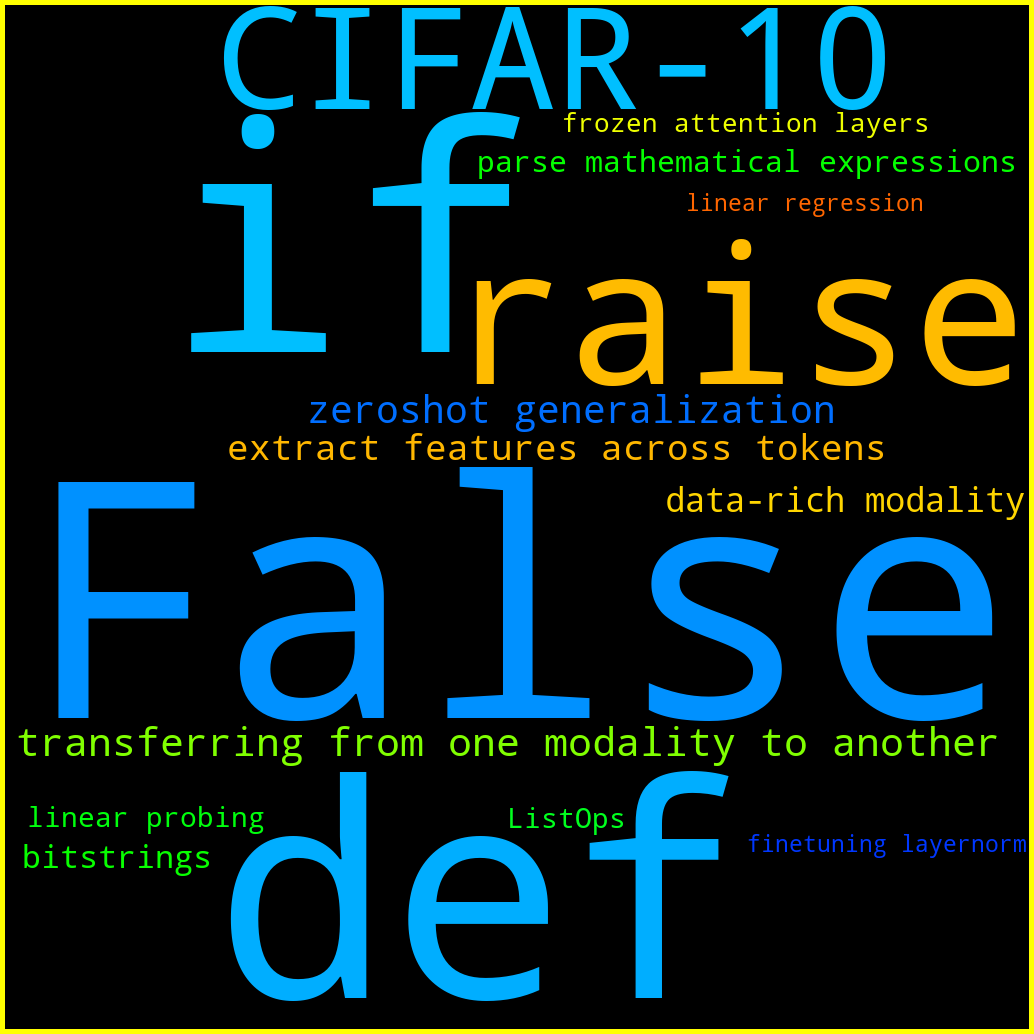 CIFAR-10
frozen attention layers
if
parse mathematical expressions
linear regression
raise
zeroshot generalization
extract features across tokens
data-rich modality
False
transferring from one modality to another
linear probing
ListOps
finetuning layernorm
bitstrings
def